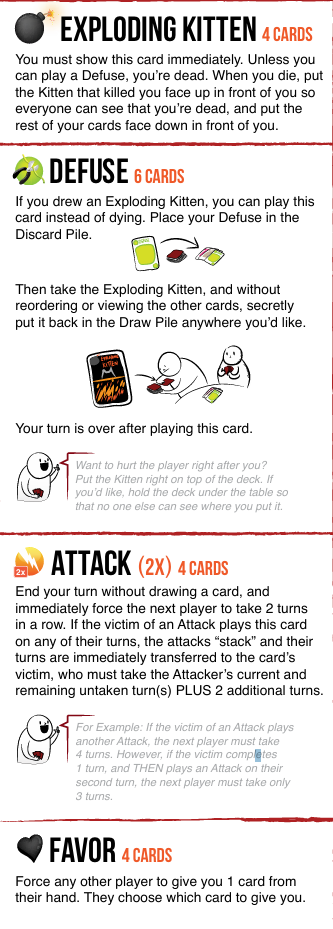 EXPLODING KITTEN 4 CARDS
You must show this card immediately. Unless you
can play a Defuse, you're dead. When you die, put
the Kitten that killed you face up in front of you so
everyone can see that you're dead, and put the
rest of your cards face down in front of you.
DEFUSE 6 CARDS
If you drew an Exploding Kitten, you can play this
card instead of dying. Place your Defuse in the
Discard Pile.
Then take the Exploding Kitten, and without
reordering or viewing the other cards, secretly
put it back in the Draw Pile anywhere you'd like.
EXPLODING
KITTEN
Your turn is over after playing this card.
Want to hurt the player right after you?
Put the Kitten right on top of the deck. If
you'd like, hold the deck under the table so
that no one else can see where you put it.
2x
ATTACK (2X) 4 CARDS
End your turn without drawing a card, and
immediately force the next player to take 2 turns
in a row. If the victim of an Attack plays this card
on any of their turns, the attacks “stack” and their
turns are immediately transferred to the card's
victim, who must take the Attacker's current and
remaining untaken turn(s) PLUS 2 additional turns.
For Example: If the victim of an Attack plays
another Attack, the next player must take
4 turns. However, if the victim completes
1 turn, and THEN plays an Attack on their
second turn, the next player must take only
3 turns.
FAVOR 4 CARDS
Force any other player to give you 1 card from
their hand. They choose which card to give you.